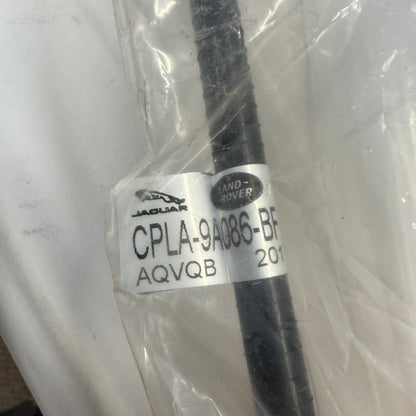 JAGUAR
LAND-
ROVER
CPLA-9A086-BF
AQVQB 201